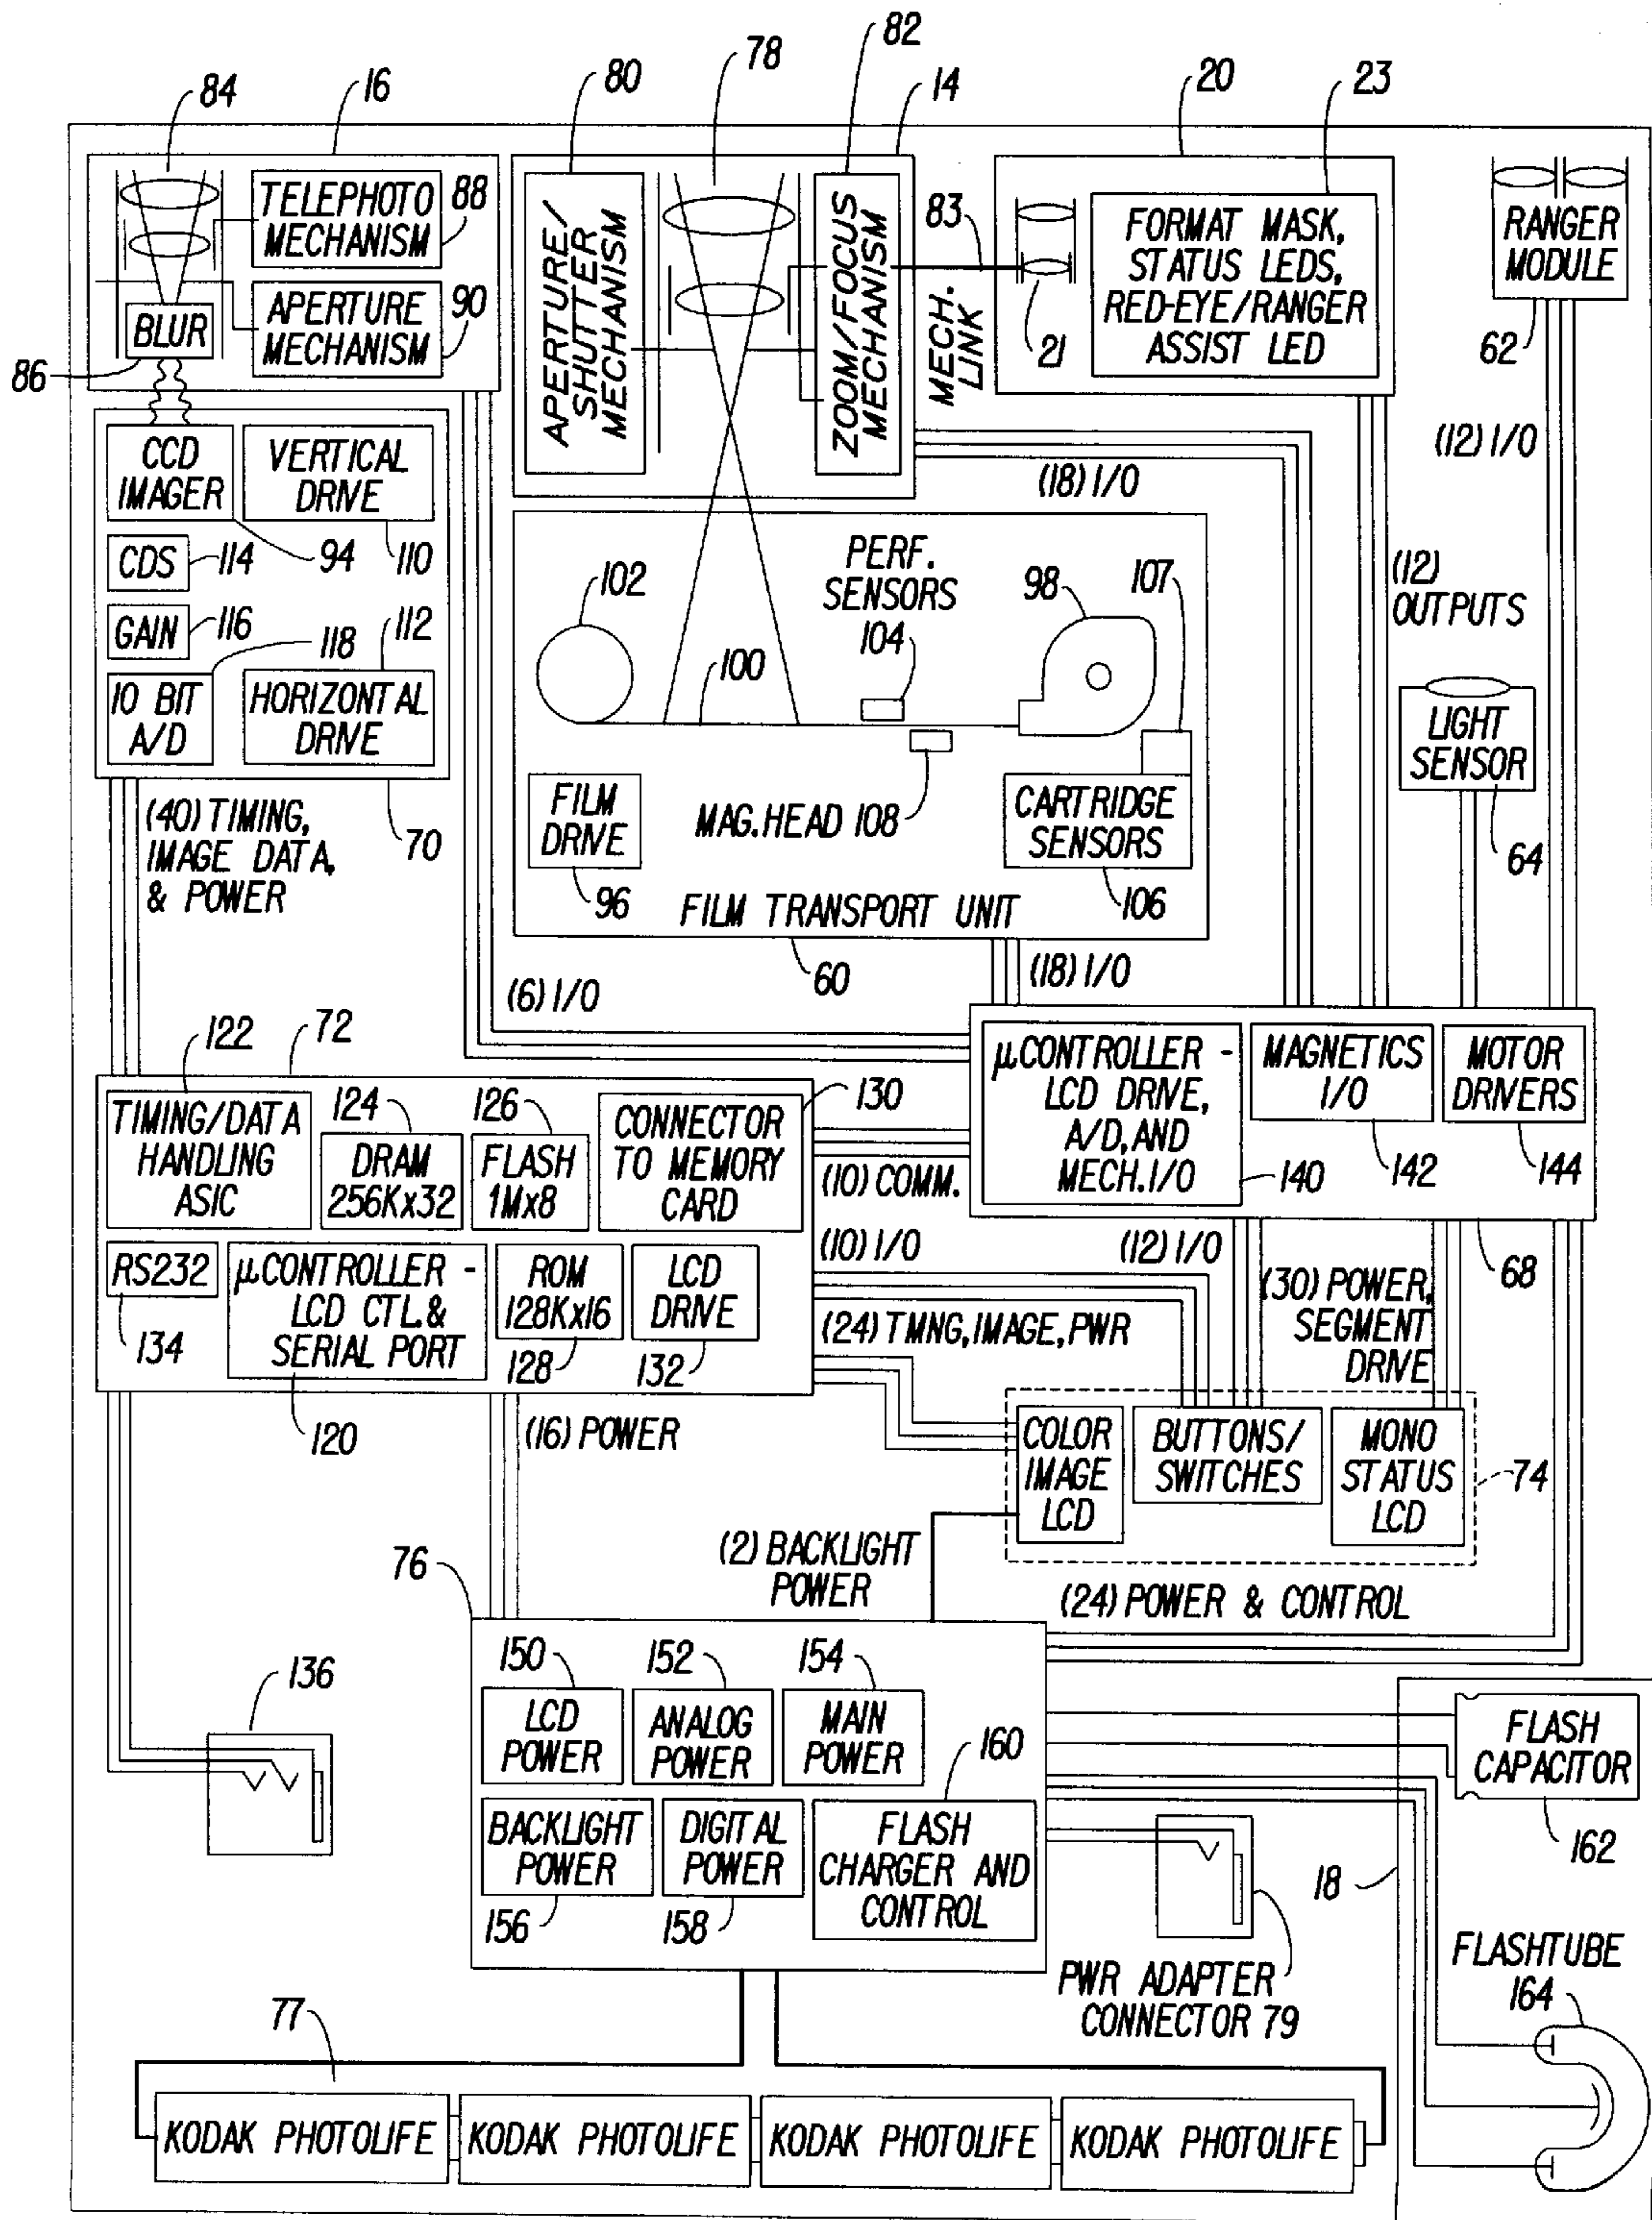 82
78
80
14
20
23
84
16
TELEPHOTO
MECHANISM
88
APERTURE
MECHANISM
90
BLUR
86
APERTURE/
SHUTTER
MECHANISM
ZOOM/FOCUS
MECHANISM
83
MECH.
LINK
21
FORMAT MASK,
STATUS LEDS,
RED-EYE/RANGER
ASSIST LED
RANGER
MODULE
62
(12) I/O
(18) I/O
(12)
OUTPUTS
CCD
IMAGER
VERTICAL
DRIVE
CDS
114
94
110
GAIN
116
118
112
10 BIT
A/D
HORIZONTAL
DRIVE
(40) TIMING,
IMAGE DATA,
& POWER
70
102
PERF.
SENSORS
104
98
107
100
FILM
DRIVE
96
MAG. HEAD 108
CARTRIDGE
SENSORS
106
FILM TRANSPORT UNIT
60
LIGHT
SENSOR
64
(18) I/O
(6) I/O
122
72
TIMING/DATA
HANDLING
ASIC
124
DRAM
256Kx32
126
FLASH
1Mx8
130
CONNECTOR
TO MEMORY
CARD
(10) COMM.
μCONTROLLER -
LCD DRIVE,
A/D, AND
MECH. I/O
140
MAGNETICS
I/O
142
MOTOR
DRIVERS
144
68
RS232
134
μCONTROLLER -
LCD CTL. &
SERIAL PORT
120
ROM
128Kx16
128
LCD
DRIVE
132
(10) I/O
(12) I/O
(24) TMNG, IMAGE, PWR
(30) POWER,
SEGMENT
DRIVE
(16) POWER
COLOR
IMAGE
LCD
BUTTONS/
SWITCHES
MONO
STATUS
LCD
74
(2) BACKLIGHT
POWER
(24) POWER & CONTROL
76
150
LCD
POWER
152
ANALOG
POWER
154
MAIN
POWER
160
BACKLIGHT
POWER
156
DIGITAL
POWER
158
FLASH
CHARGER AND
CONTROL
136
FLASH
CAPACITOR
162
18
PWR ADAPTER
CONNECTOR 79
FLASHTUBE
164
77
KODAK PHOTOLIFE
KODAK PHOTOLIFE
KODAK PHOTOLIFE
KODAK PHOTOLIFE